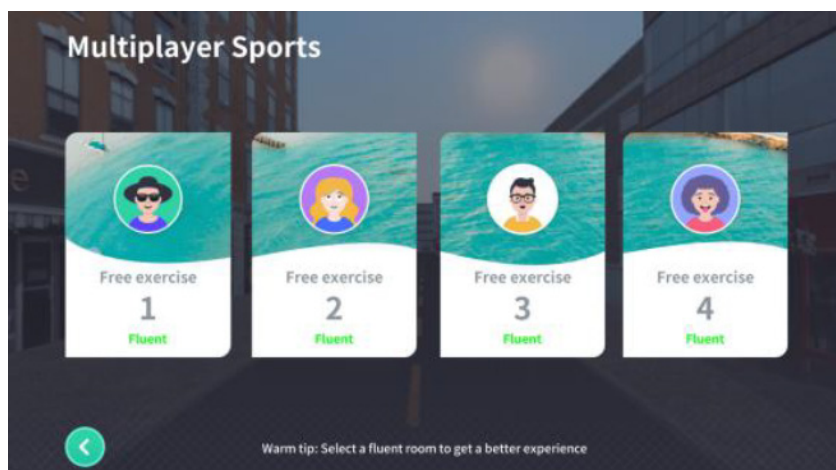 Multiplayer Sports
Free exercise
1
Fluent
Free exercise
2
Fluent
Free exercise
3
Fluent
Free exercise
4
Fluent
Warm tip: Select a fluent room to get a better experience